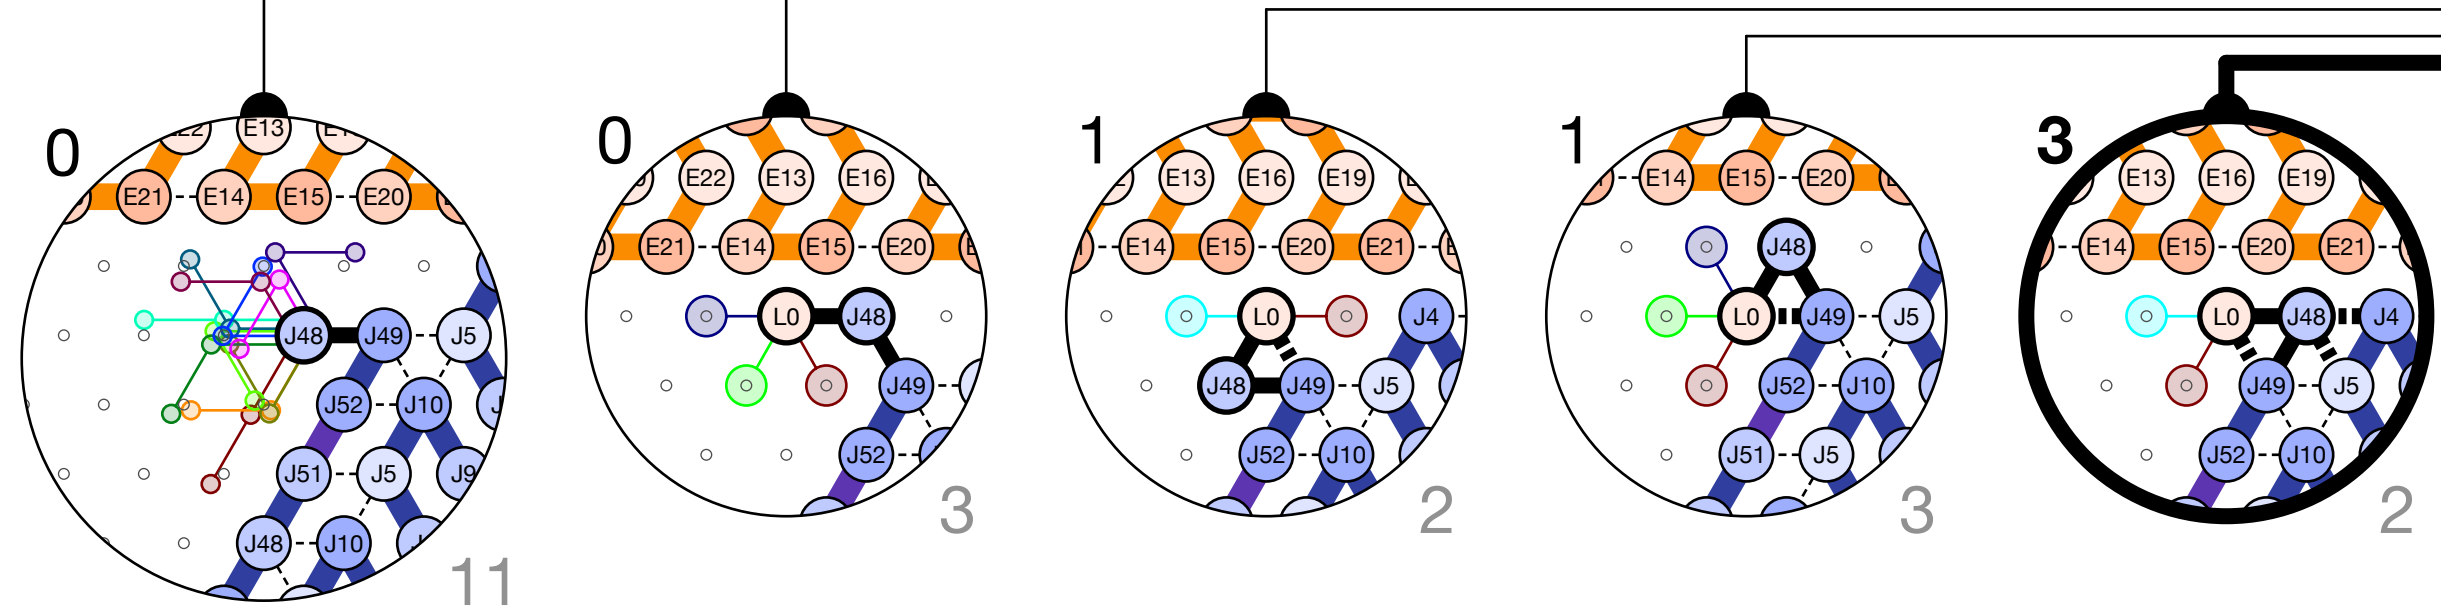 0
E13
E21 E14 E15 E20
J48 J49 J5
J52 J10
J51 J5 J9
J48 J10
11
0
E22 E13 E16
E21 E14 E15 E20
L0 J48
J49
J52
3
1
E13 E16 E19
E14 E15 E20 E21
L0 J4
J48 J49 J5
J52 J10
2
1
E14 E15 E20
J48
L0 J49 J5
J52 J10
J51 J5
3
3
E13 E16 E19
E14 E15 E20 E21
L0 J48 J4
J49 J5
J52 J10
2